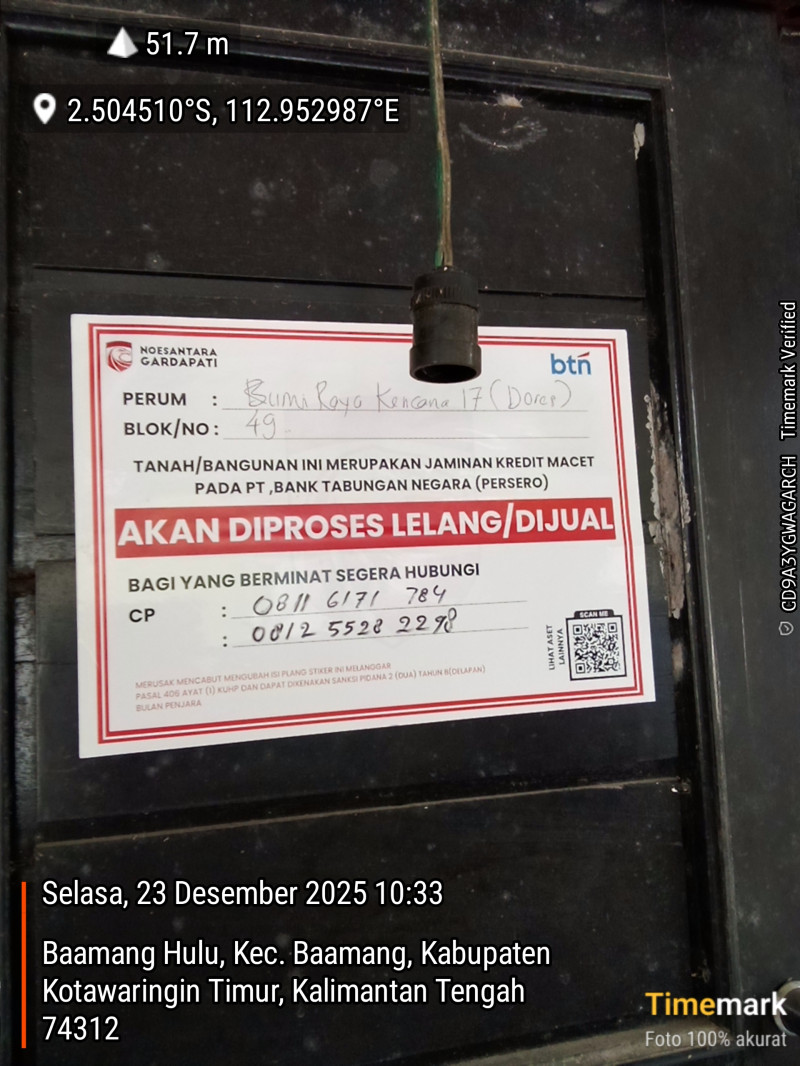 51.7 m
2.504510°S, 112.952987°E
NOESANTARA
GARDAPATI
btn
PERUM : Bumi Raya Kencana 17 (Dorep)
BLOK/NO : 49
TANAH/BANGUNAN INI MERUPAKAN JAMINAN KREDIT MACET
PADA PT ,BANK TABUNGAN NEGARA (PERSERO)
AKAN DIPROSES LELANG/DIJUAL
BAGI YANG BERMINAT SEGERA HUBUNGI
CP : 0811 6171 784
: 0812 5528 2298
SCAN ME
LIHAT ASET
LAINNYA
MERUSAK MENCABUT MENGUBAH ISI PLANG STIKER INI MELANGGAR
PASAL 406 AYAT (1) KUHP DAN DAPAT DIKENAKAN SANKSI PIDANA 2 (DUA) TAHUN 8(DELAPAN)
BULAN PENJARA
CD9A3YGWAGARCH Timemark Verified
Selasa, 23 Desember 2025 10:33
Baamang Hulu, Kec. Baamang, Kabupaten
Kotawaringin Timur, Kalimantan Tengah
74312
Timemark
Foto 100% akurat